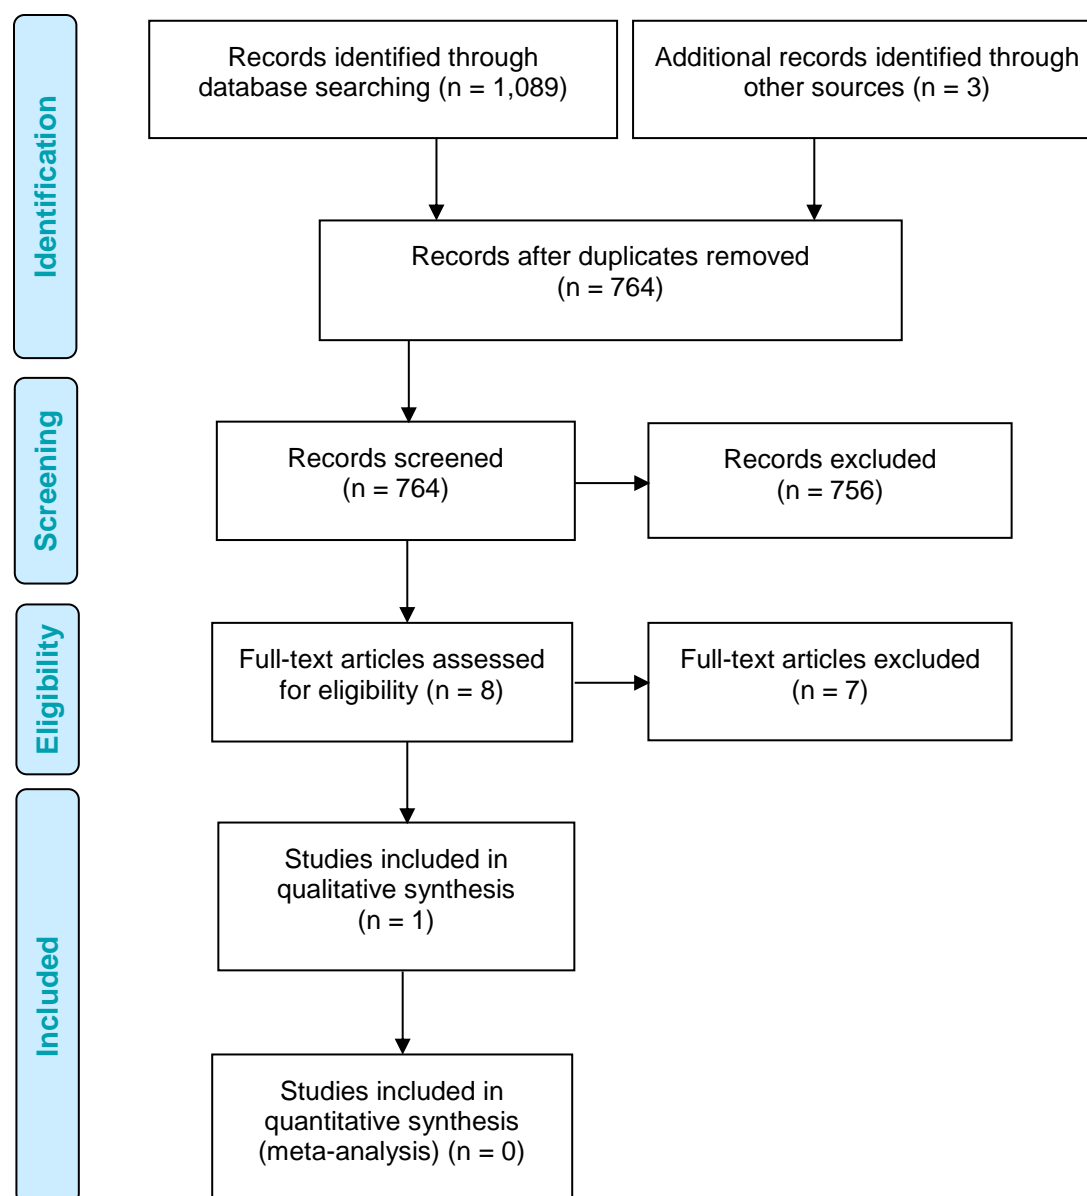 Identification
Records identified through
database searching (n = 1,089)
Additional records identified through
other sources (n = 3)
Records after duplicates removed
(n = 764)
Screening
Records screened
(n = 764)
Records excluded
(n = 756)
Eligibility
Full-text articles assessed
for eligibility (n = 8)
Full-text articles excluded
(n = 7)
Included
Studies included in
qualitative synthesis
(n = 1)
Studies included in
quantitative synthesis
(meta-analysis) (n = 0)